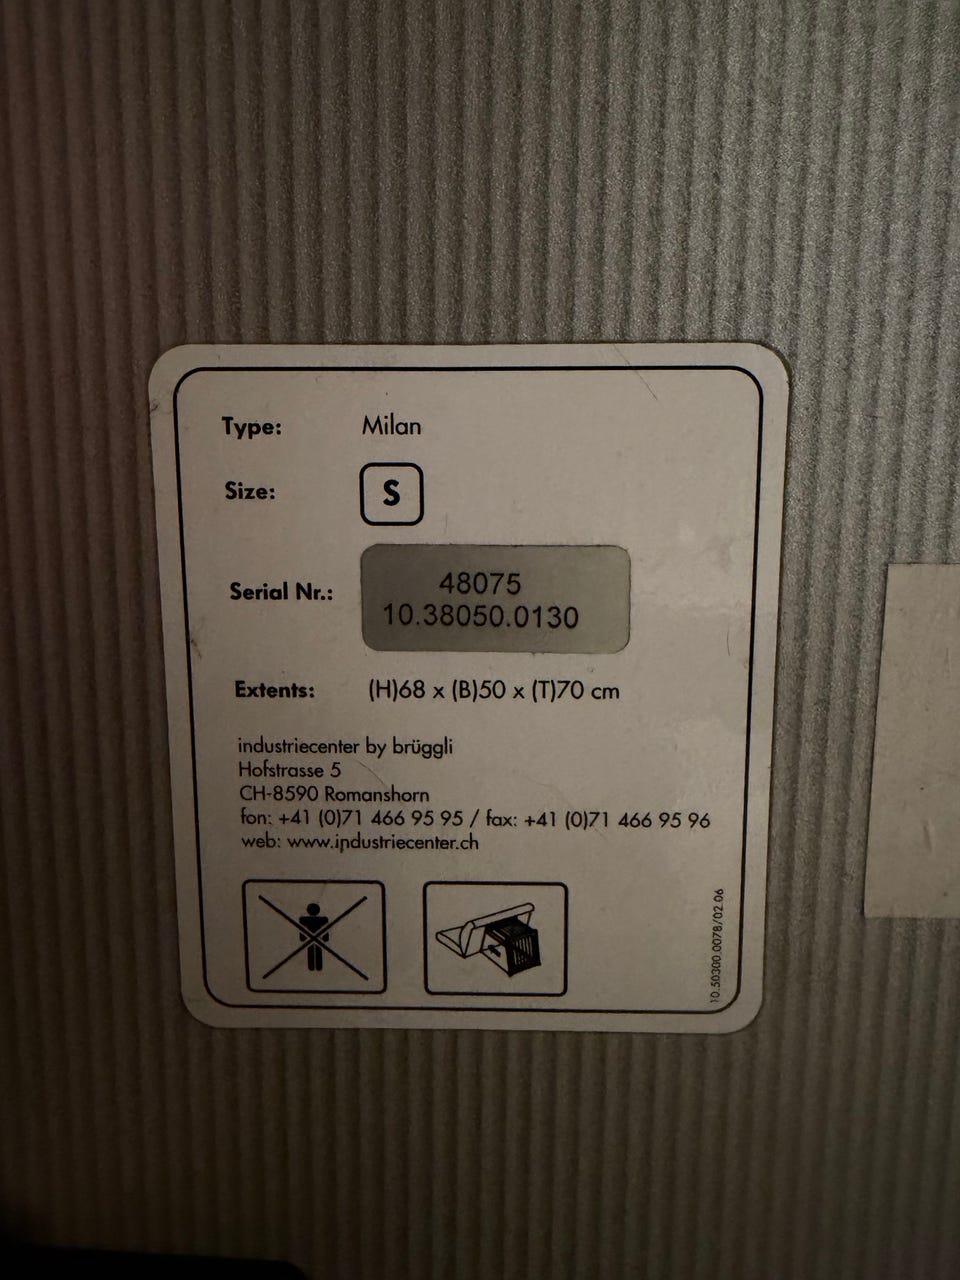 Type: Milan
Size: S
Serial Nr.: 48075
10.38050.0130
Extents: (H)68 x (B)50 x (T)70 cm
industriecenter by brüggli
Hofstrasse 5
CH-8590 Romanshorn
fon: +41 (0)71 466 95 95 / fax: +41 (0)71 466 95 96
web: www.industriecenter.ch
10.50300.0078/02.06